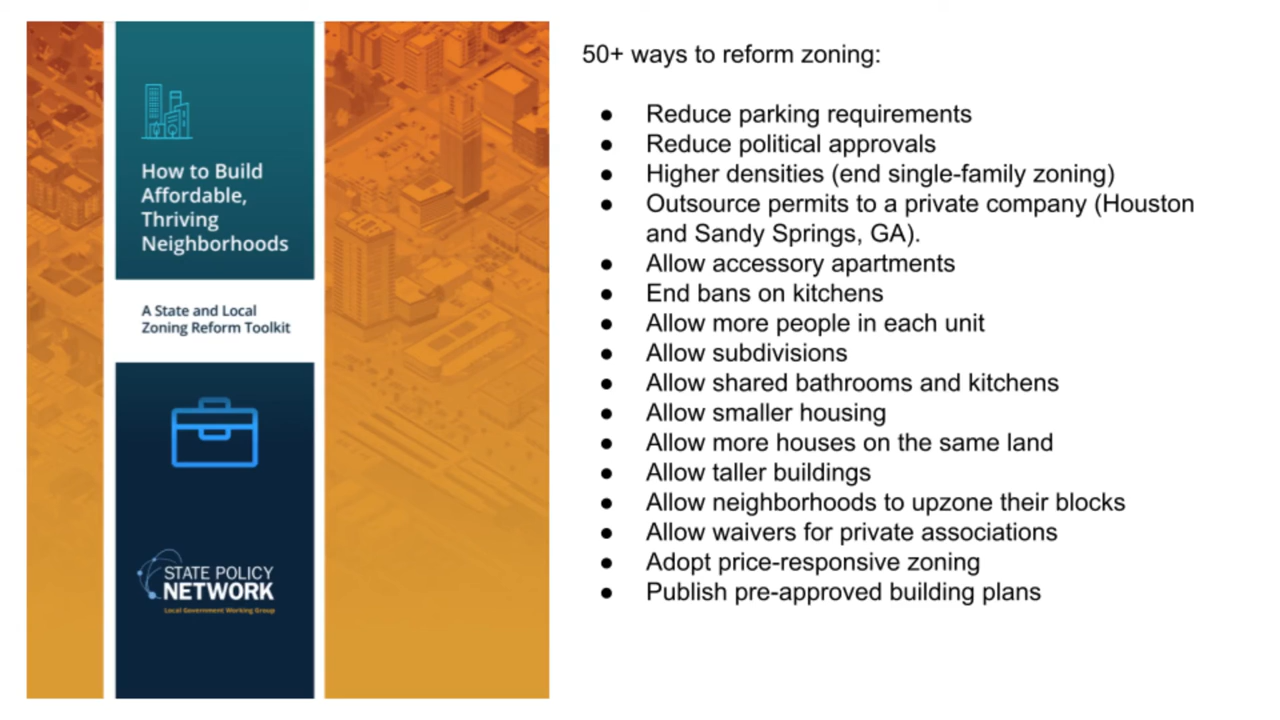 How to Build
Affordable,
Thriving
Neighborhoods
A State and Local
Zoning Reform Toolkit
STATE POLICY
NETWORK
Local Government Working Group
50+ ways to reform zoning:
● Reduce parking requirements
● Reduce political approvals
● Higher densities (end single-family zoning)
● Outsource permits to a private company (Houston
and Sandy Springs, GA).
● Allow accessory apartments
● End bans on kitchens
● Allow more people in each unit
● Allow subdivisions
● Allow shared bathrooms and kitchens
● Allow smaller housing
● Allow more houses on the same land
● Allow taller buildings
● Allow neighborhoods to upzone their blocks
● Allow waivers for private associations
● Adopt price-responsive zoning
● Publish pre-approved building plans